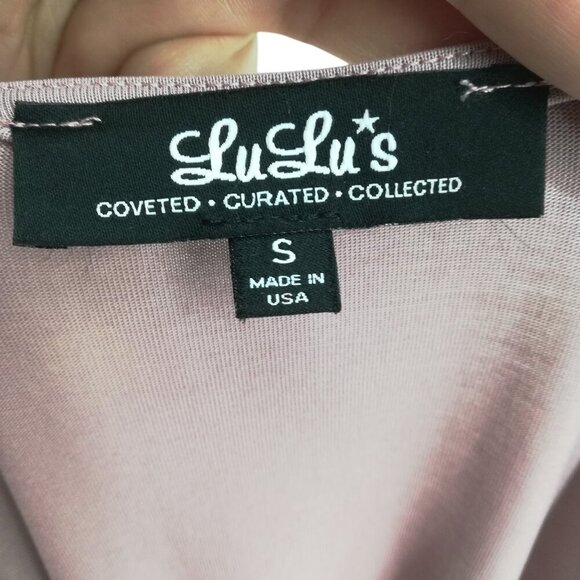 LuLu*s
COVETED • CURATED • COLLECTED
S
MADE IN
USA